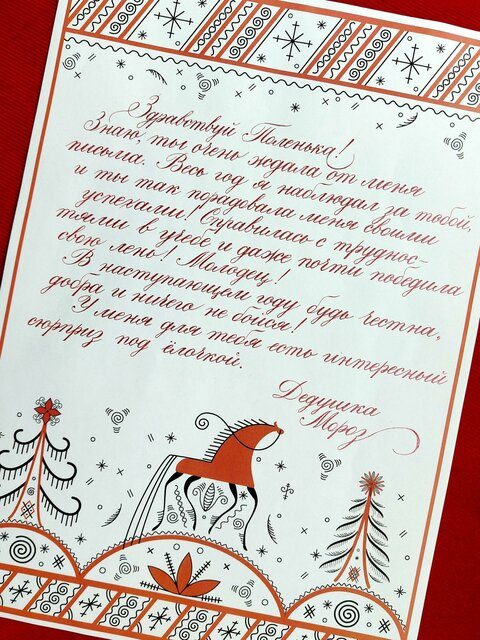 Здравствуй Поленька!
Знаю, ты очень ждала от меня
письма. Весь год я наблюдал за тобой,
и ты так порадовала меня своими
успехами! Справилась с труднос-
тями в учебе и даже почти победила
свою лень! Молодец!
В наступающем году будь честна,
добра и ничего не бойся!
У меня для тебя есть интересный
сюрприз под ёлочкой.
Дедушка
Мороз